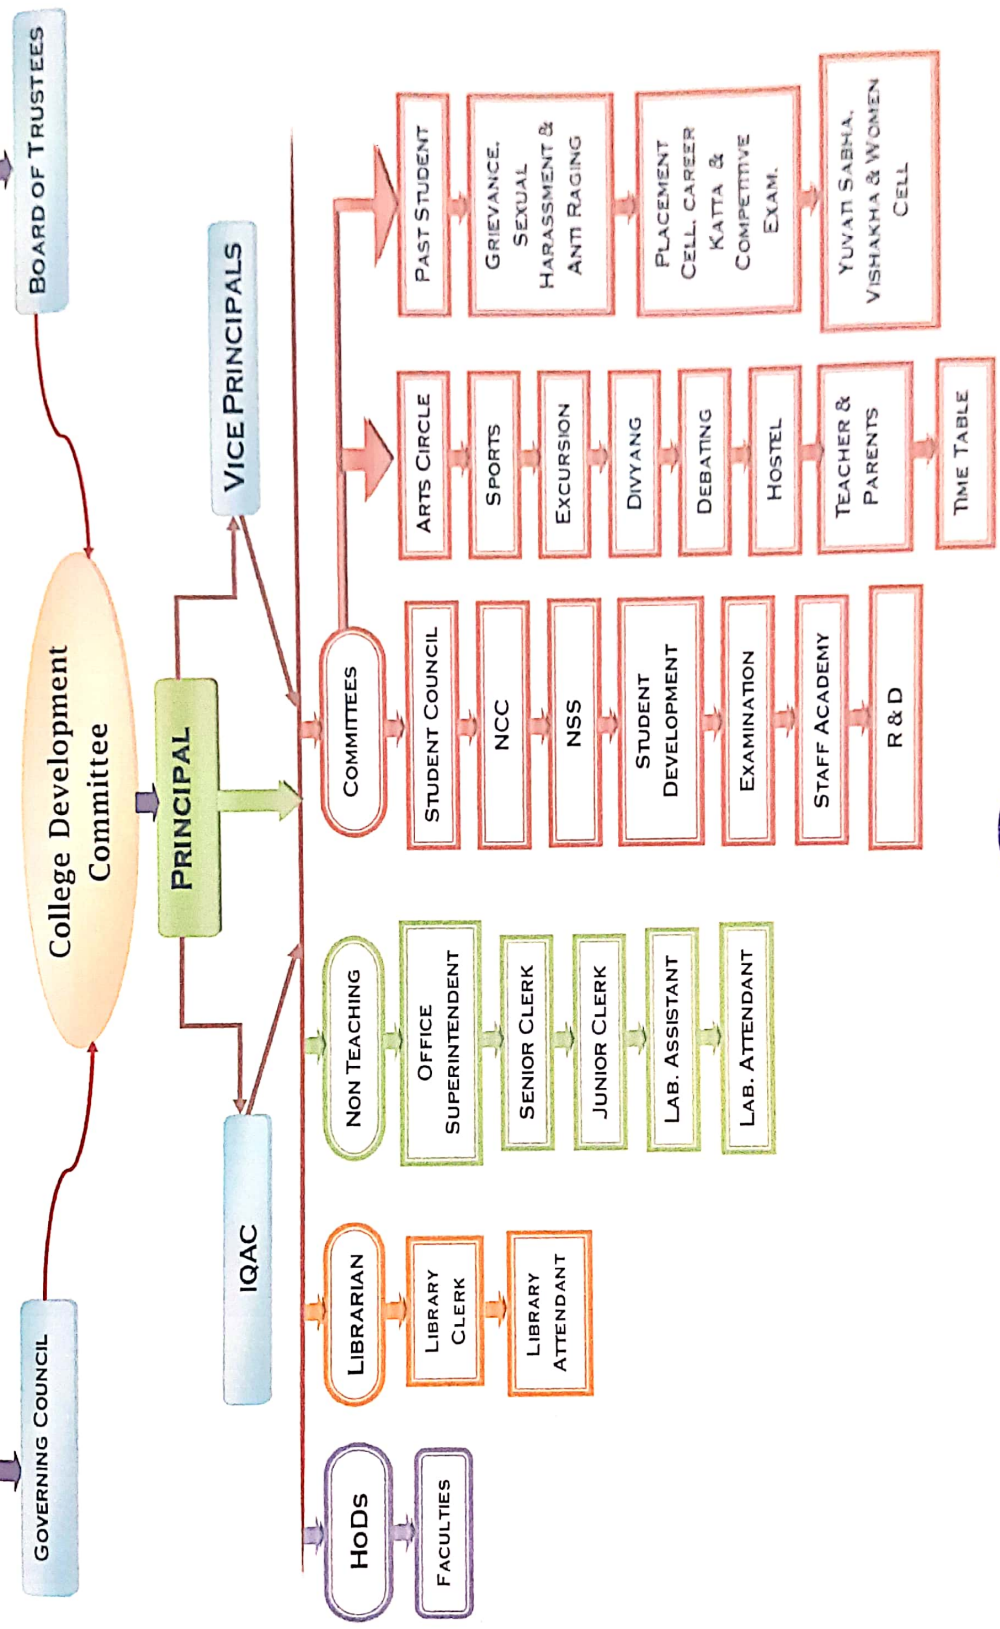 GOVERNING COUNCIL
BOARD OF TRUSTEES
College Development
Committee
PRINCIPAL
IQAC
VICE PRINCIPALS
HODS
FACULTIES
LIBRARIAN
LIBRARY
CLERK
LIBRARY
ATTENDANT
NON TEACHING
OFFICE
SUPERINTENDENT
SENIOR CLERK
JUNIOR CLERK
LAB. ASSISTANT
LAB. ATTENDANT
COMMITTEES
STUDENT COUNCIL
NCC
NSS
STUDENT
DEVELOPMENT
EXAMINATION
STAFF ACADEMY
R & D
ARTS CIRCLE
SPORTS
EXCURSION
DIVYANG
DEBATING
HOSTEL
TEACHER &
PARENTS
TIME TABLE
PAST STUDENT
GRIEVANCE,
SEXUAL
HARASSMENT &
ANTI RAGING
PLACEMENT
CELL, CAREER
KATTA &
COMPETITIVE
EXAM.
YUVATI SABHA,
VISHAKHA & WOMEN
CELL